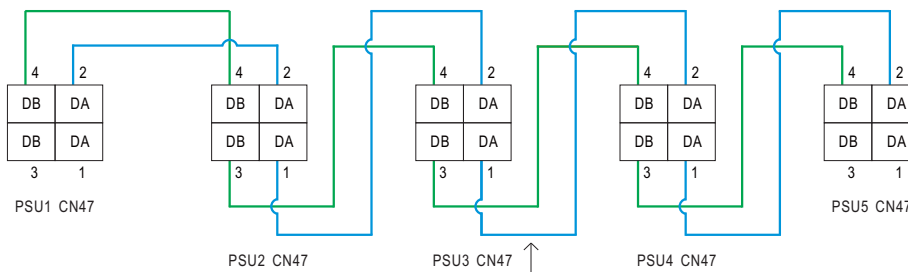 4 2 4 2 4 2 4 2 4 2
DB DA DB DA DB DA DB DA DB DA
DB DA DB DA DB DA DB DA DB DA
3 1 3 1 3 1 3 1 3 1
PSU1 CN47 PSU5 CN47
PSU2 CN47 PSU3 CN47 PSU4 CN47